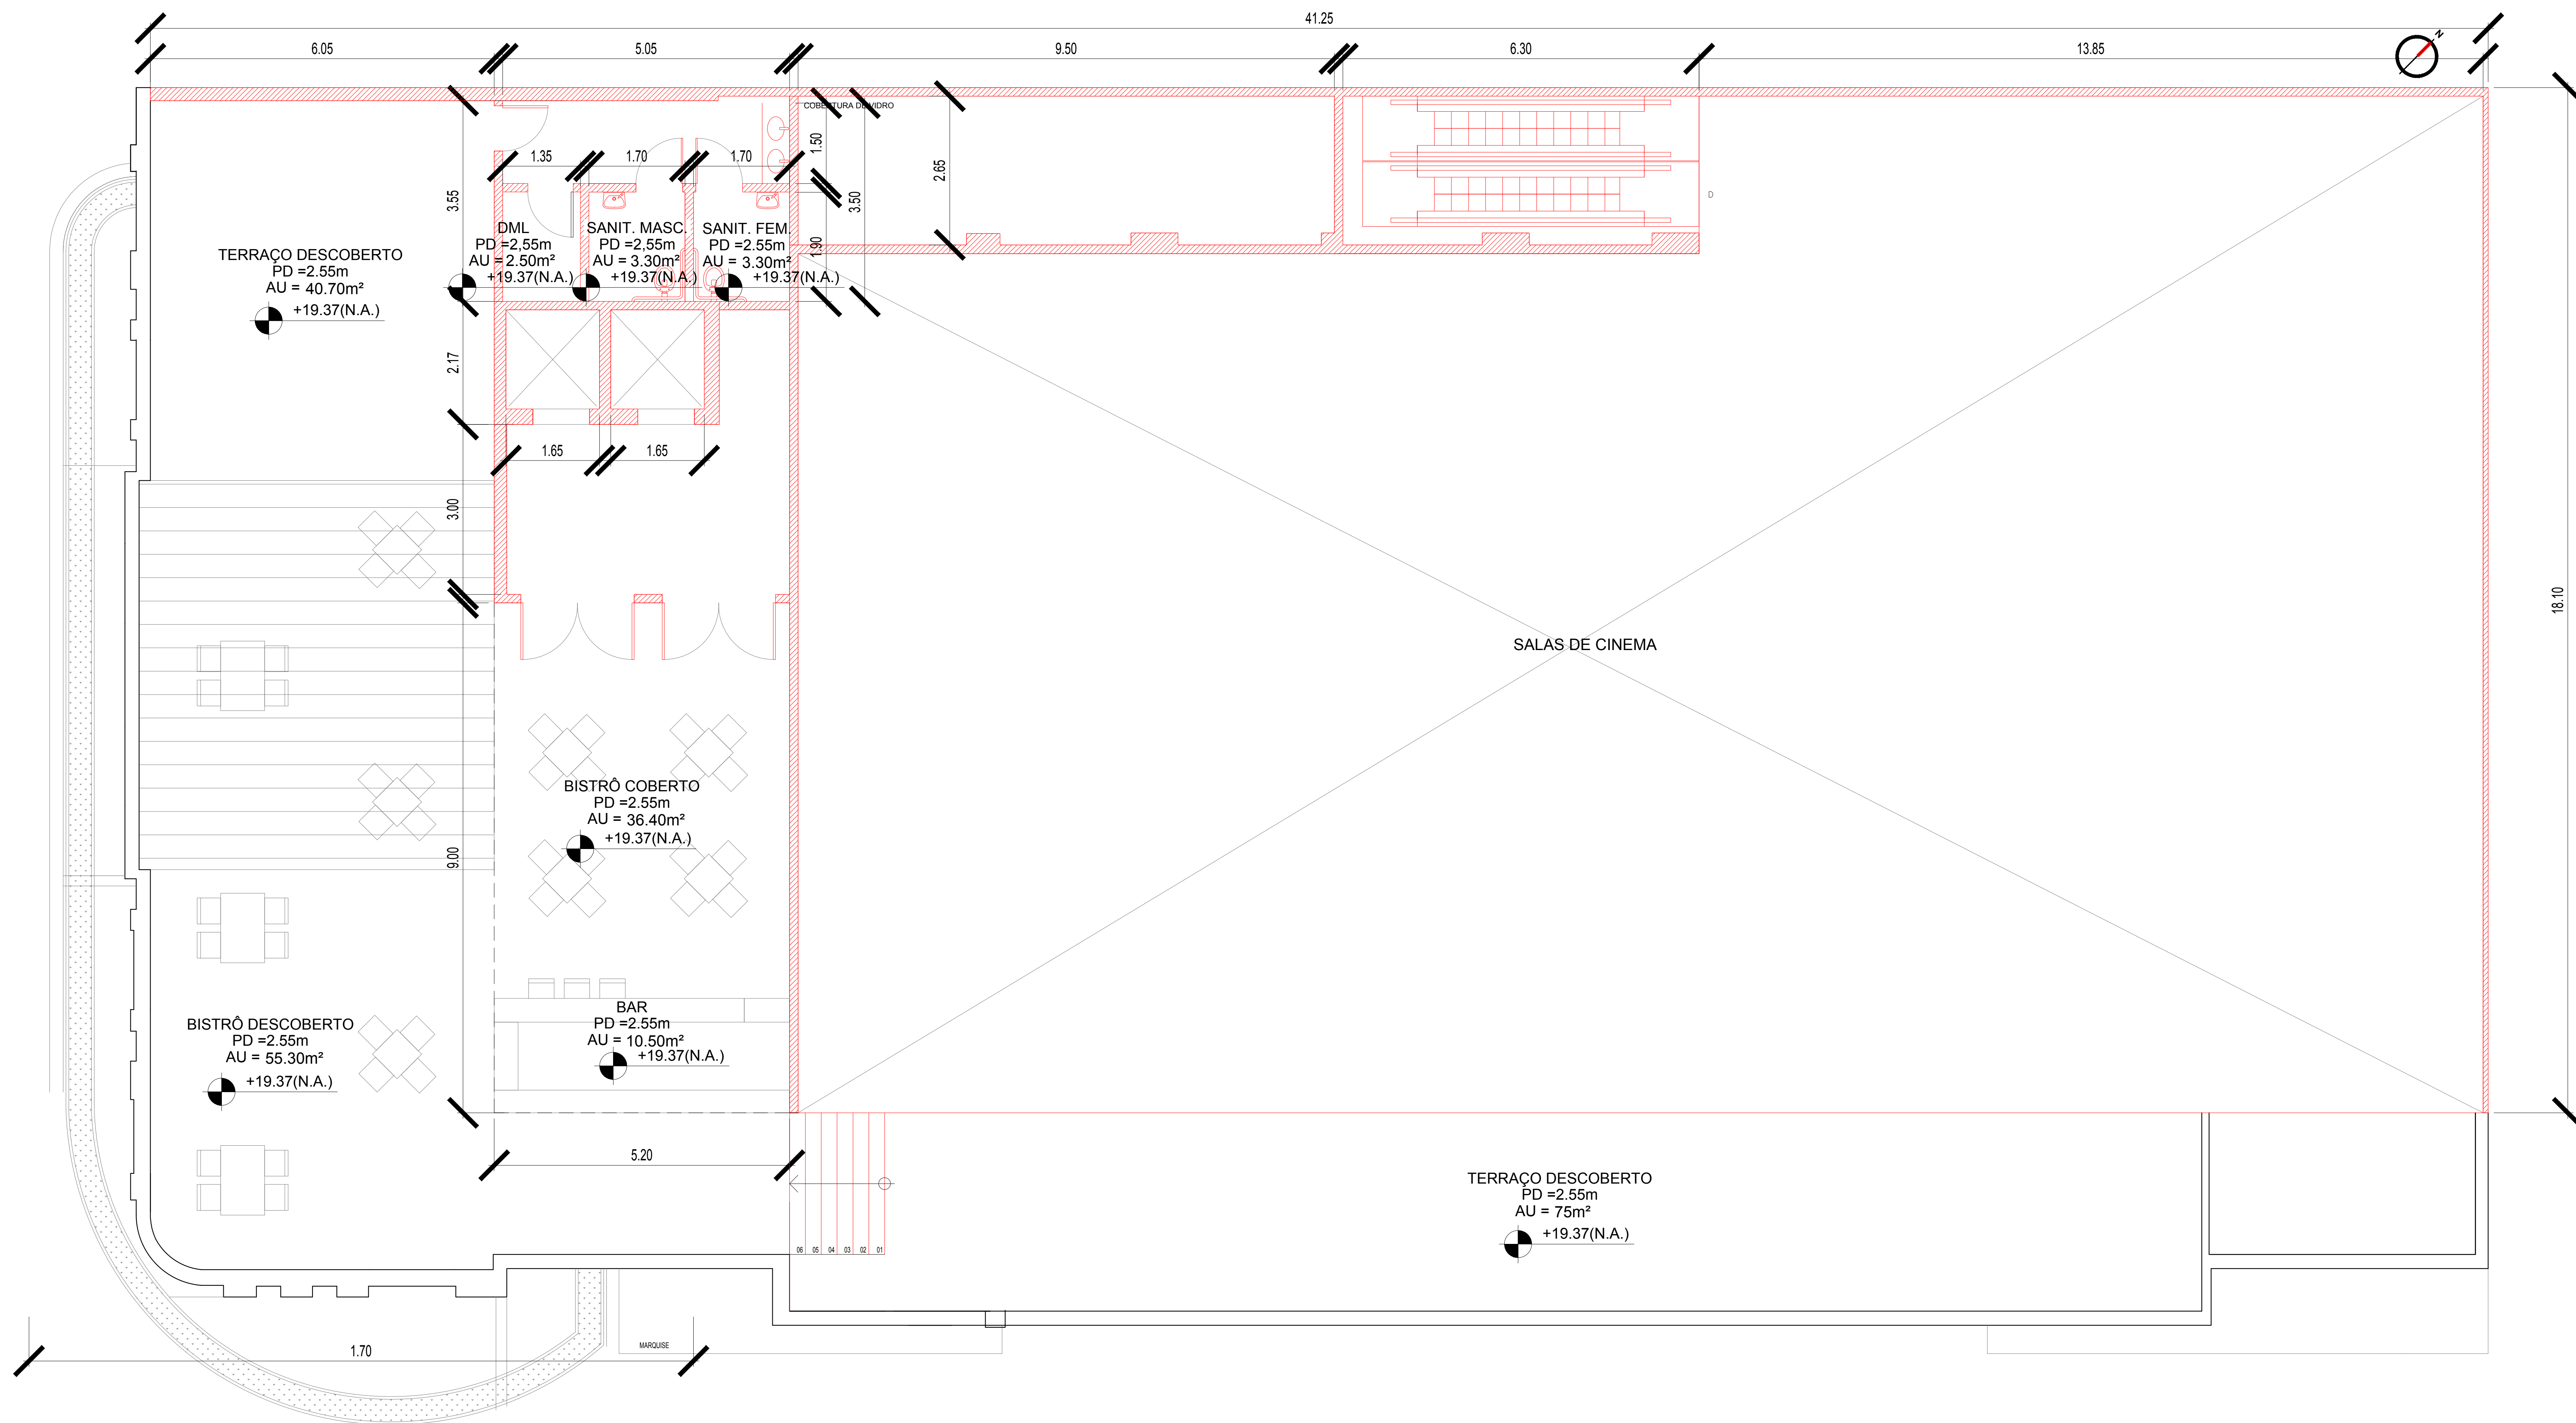 41.25
6.05
5.05
9.50
6.30
13.85
N
COBERTURA DE VIDRO
1.35
1.70
1.70
1.50
2.65
3.55
3.50
1.90
D
TERRAÇO DESCOBERTO
PD =2.55m
AU = 40.70m²
+19.37(N.A.)
DML
PD =2,55m
AU = 2.50m²
+19.37(N.A.)
SANIT. MASC.
PD =2,55m
AU = 3.30m²
+19.37(N.A.)
SANIT. FEM.
PD =2.55m
AU = 3.30m²
+19.37(N.A.)
2.17
1.65
1.65
3.00
18.10
SALAS DE CINEMA
BISTRÔ COBERTO
PD =2.55m
AU = 36.40m²
+19.37(N.A.)
9.00
BAR
PD =2.55m
AU = 10.50m²
+19.37(N.A.)
BISTRÔ DESCOBERTO
PD =2.55m
AU = 55.30m²
+19.37(N.A.)
5.20
TERRAÇO DESCOBERTO
PD =2.55m
AU = 75m²
+19.37(N.A.)
06 05 04 03 02 01
MARQUISE
1.70